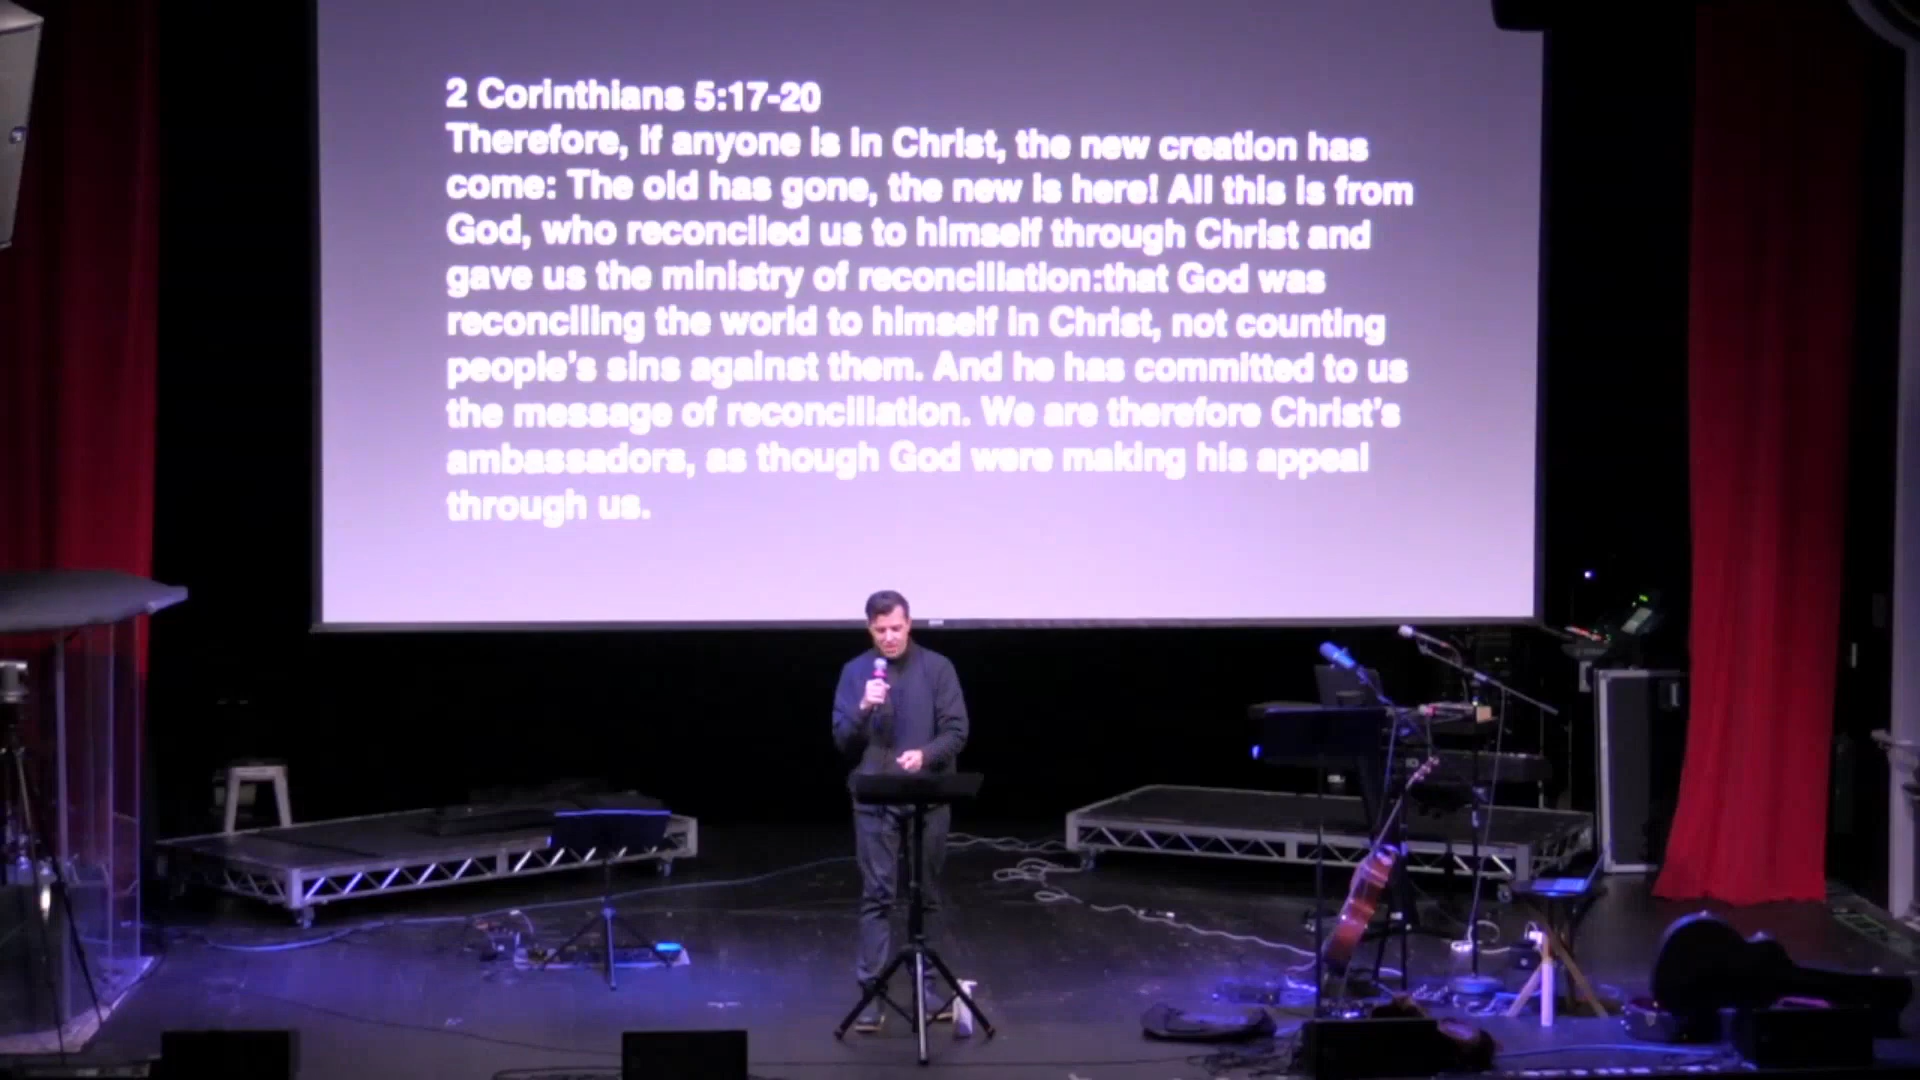 2 Corinthians 5:17-20
Therefore, if anyone is in Christ, the new creation has
come: The old has gone, the new is here! All this is from
God, who reconciled us to himself through Christ and
gave us the ministry of reconciliation:that God was
reconciling the world to himself in Christ, not counting
people's sins against them. And he has committed to us
the message of reconciliation. We are therefore Christ's
ambassadors, as though God were making his appeal
through us.